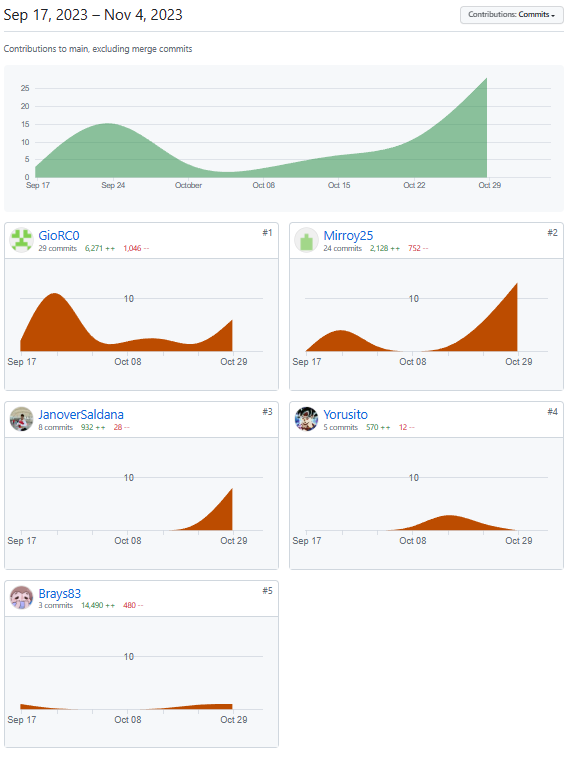 Sep 17, 2023 – Nov 4, 2023
Contributions: Commits
Contributions to main, excluding merge commits
25
20
15
10
5
0
Sep 17 Sep 24 October Oct 08 Oct 15 Oct 22 Oct 29
GioRC0 #1
29 commits 6,271 ++ 1,046 --
10
Sep 17 Oct 08 Oct 29
Mirroy25 #2
24 commits 2,128 ++ 752 --
10
Sep 17 Oct 08 Oct 29
JanoverSaldana #3
8 commits 932 ++ 28 --
10
Sep 17 Oct 08 Oct 29
Yorusito #4
5 commits 570 ++ 12 --
10
Sep 17 Oct 08 Oct 29
Brays83 #5
3 commits 14,490 ++ 480 --
10
Sep 17 Oct 08 Oct 29